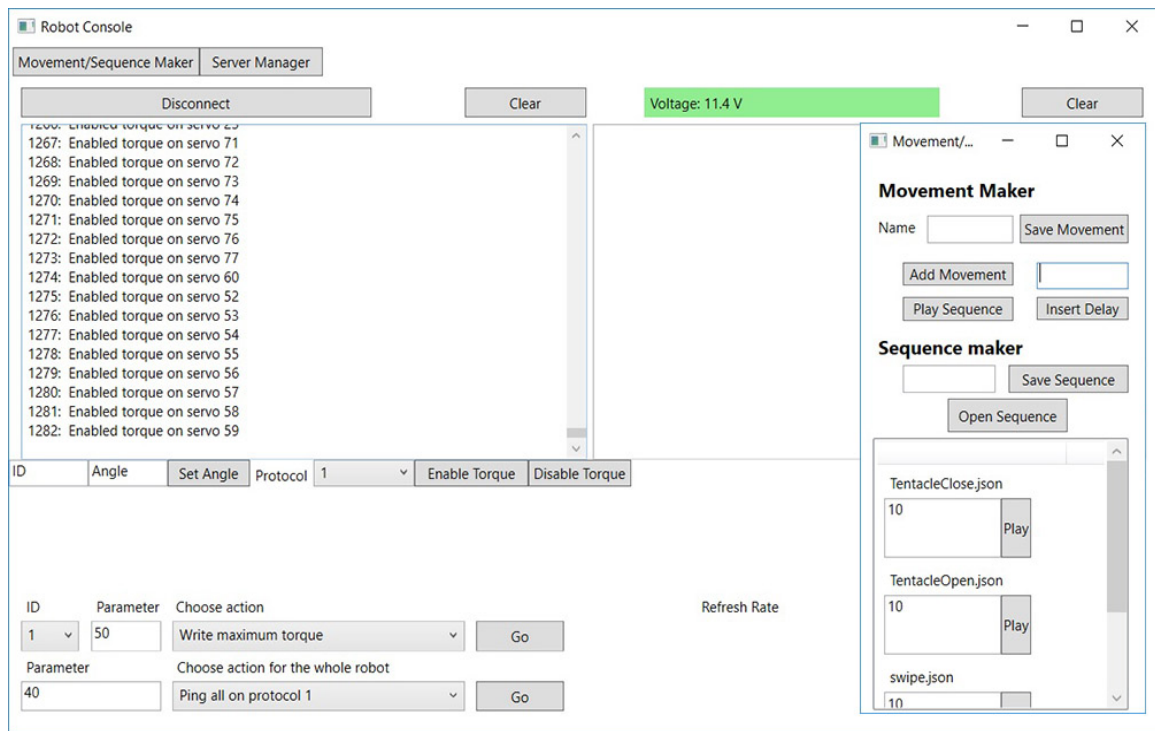 Robot Console
Movement/Sequence Maker Server Manager
Disconnect Clear Voltage: 11.4 V Clear
1266: Enabled torque on servo 25
1267: Enabled torque on servo 71
1268: Enabled torque on servo 72
1269: Enabled torque on servo 73
1270: Enabled torque on servo 74
1271: Enabled torque on servo 75
1272: Enabled torque on servo 76
1273: Enabled torque on servo 77
1274: Enabled torque on servo 60
1275: Enabled torque on servo 52
1276: Enabled torque on servo 53
1277: Enabled torque on servo 54
1278: Enabled torque on servo 55
1279: Enabled torque on servo 56
1280: Enabled torque on servo 57
1281: Enabled torque on servo 58
1282: Enabled torque on servo 59
ID Angle Set Angle Protocol 1 Enable Torque Disable Torque
ID Parameter Choose action Refresh Rate
1 50 Write maximum torque Go
Parameter Choose action for the whole robot
40 Ping all on protocol 1 Go
Movement/...
Movement Maker
Name Save Movement
Add Movement
Play Sequence Insert Delay
Sequence maker
Save Sequence
Open Sequence
TentacleClose.json
10 Play
TentacleOpen.json
10 Play
swipe.json
10